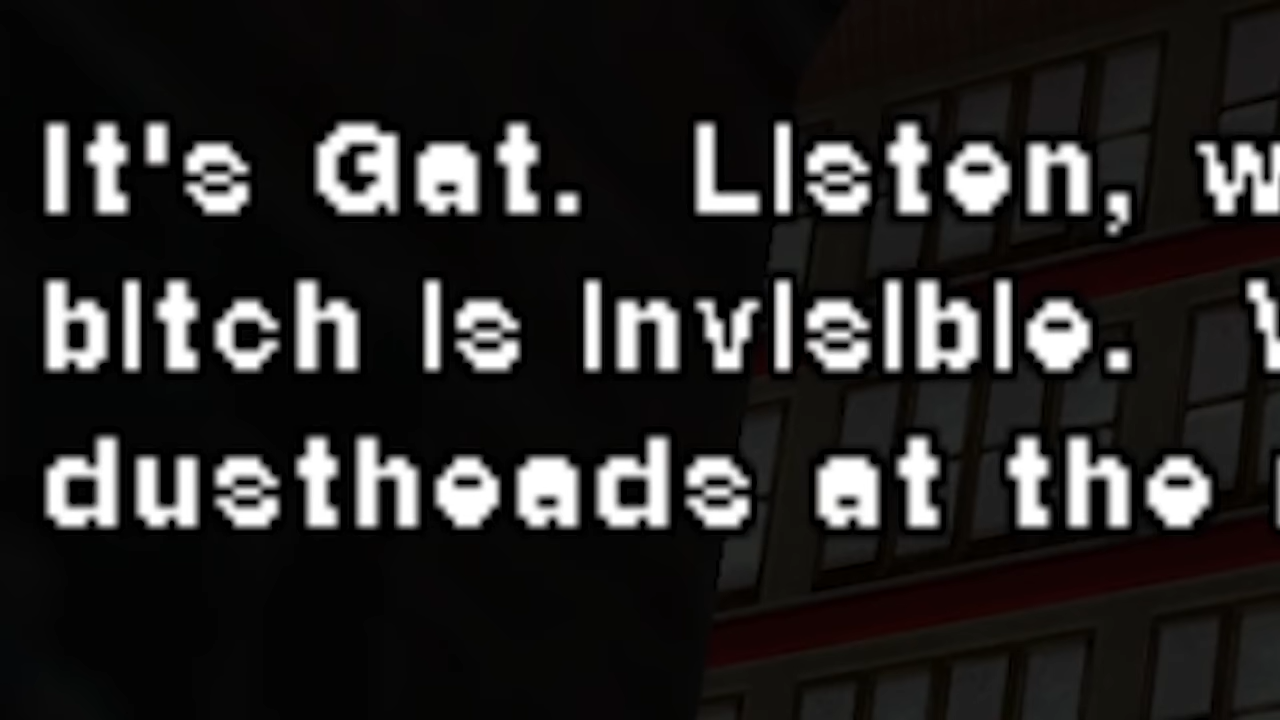 It's Gat. Listen, w
bitch is invisible.
dustheads at the